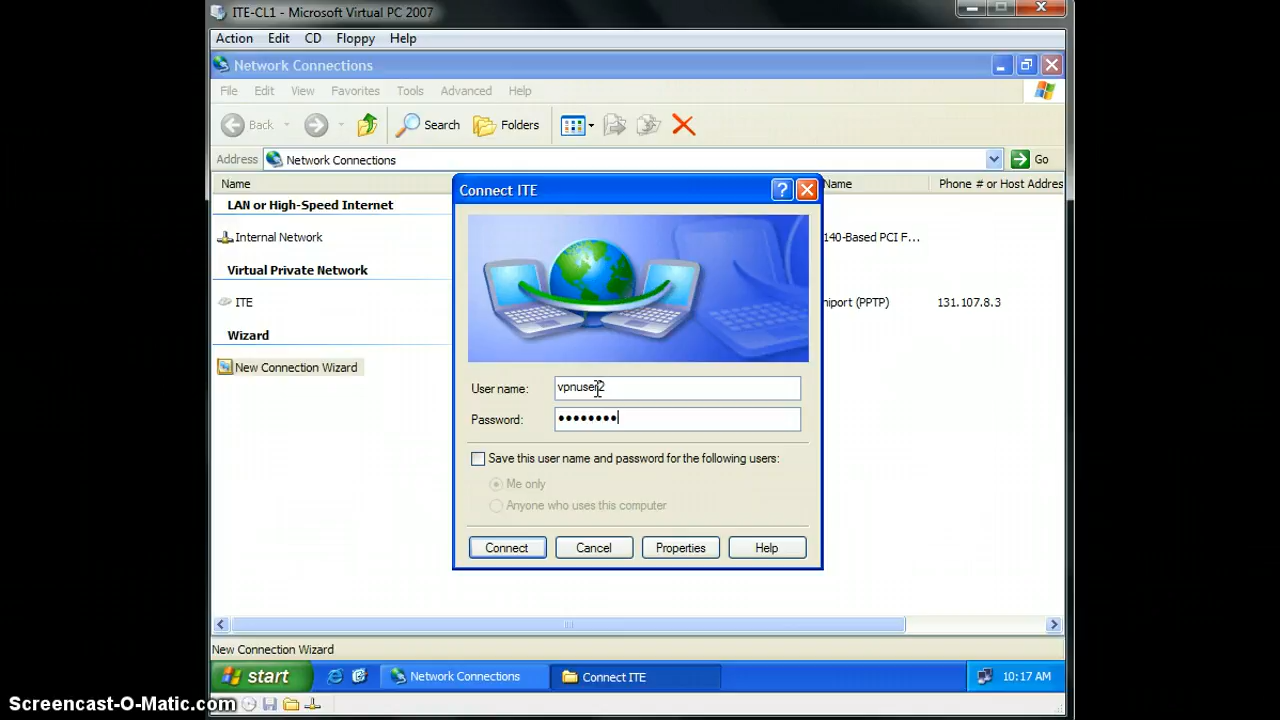 ITE-CL1 - Microsoft Virtual PC 2007
Action Edit CD Floppy Help
Network Connections
File Edit View Favorites Tools Advanced Help
Back Search Folders
Address Network Connections Go
Name Name Phone # or Host Addres
LAN or High-Speed Internet
Internal Network 140-Based PCI F...
Virtual Private Network
ITE niport (PPTP) 131.107.8.3
Wizard
New Connection Wizard
Connect ITE
User name: vpnuser2
Password: ●●●●●●●●
Save this user name and password for the following users:
Me only
Anyone who uses this computer
Connect Cancel Properties Help
New Connection Wizard
start Network Connections Connect ITE 10:17 AM
Screencast-O-Matic.com